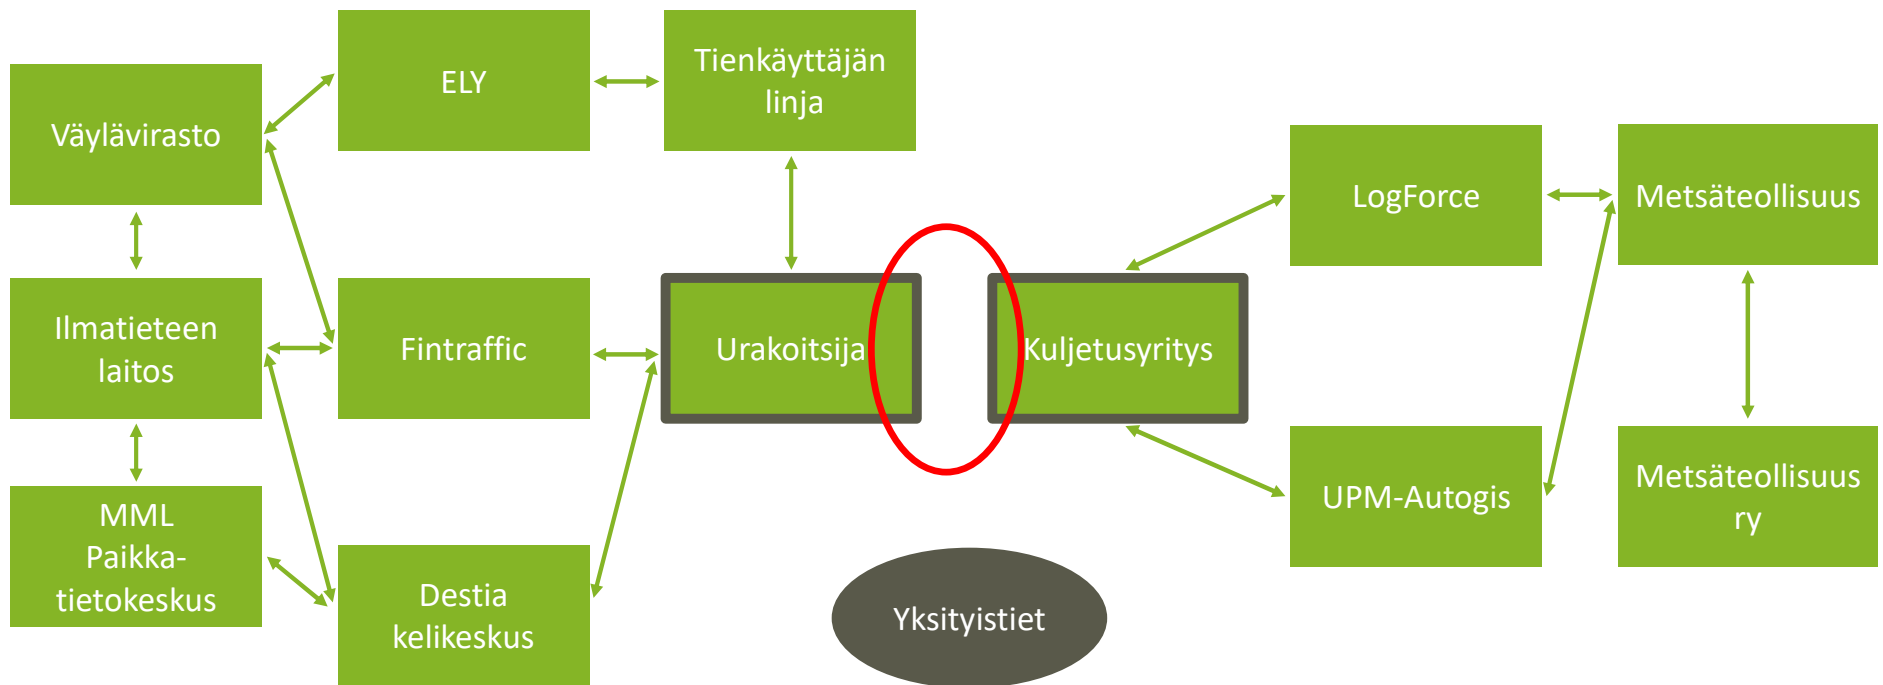 Väylävirasto
ELY
Tienkäyttäjän
linja
Ilmatieteen
laitos
Fintraffic
Urakoitsija
MML
Paikka-
tietokeskus
Destia
kelikeskus
Kuljetusyritys
LogForce
Metsäteollisuus
UPM-Autogis
Metsäteollisuus
ry
Yksityistiet